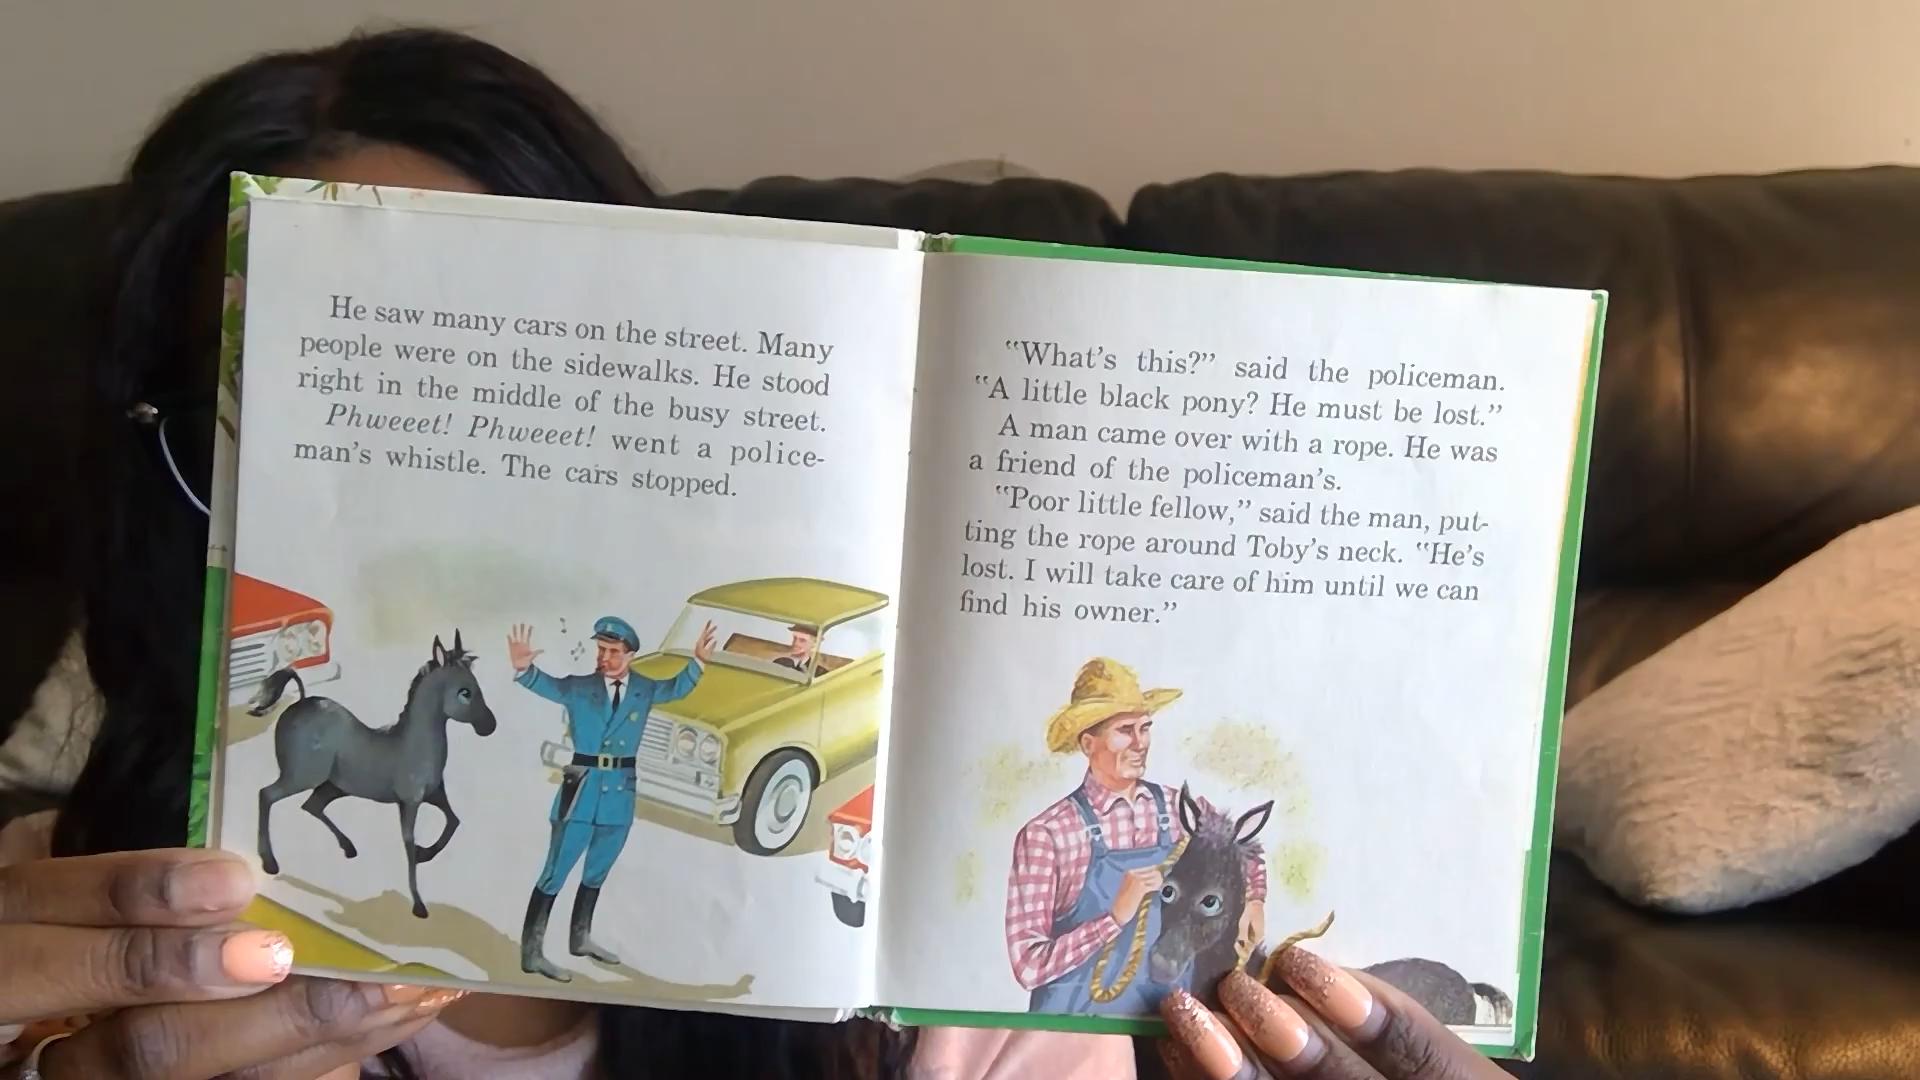 He saw many cars on the street. Many
people were on the sidewalks. He stood
right in the middle of the busy street.
Phweeet! Phweeet! went a police-
man's whistle. The cars stopped.
“What's this?” said the policeman.
“A little black pony? He must be lost.”
A man came over with a rope. He was
a friend of the policeman's.
“Poor little fellow,” said the man, put-
ting the rope around Toby's neck. “He's
lost. I will take care of him until we can
find his owner.”